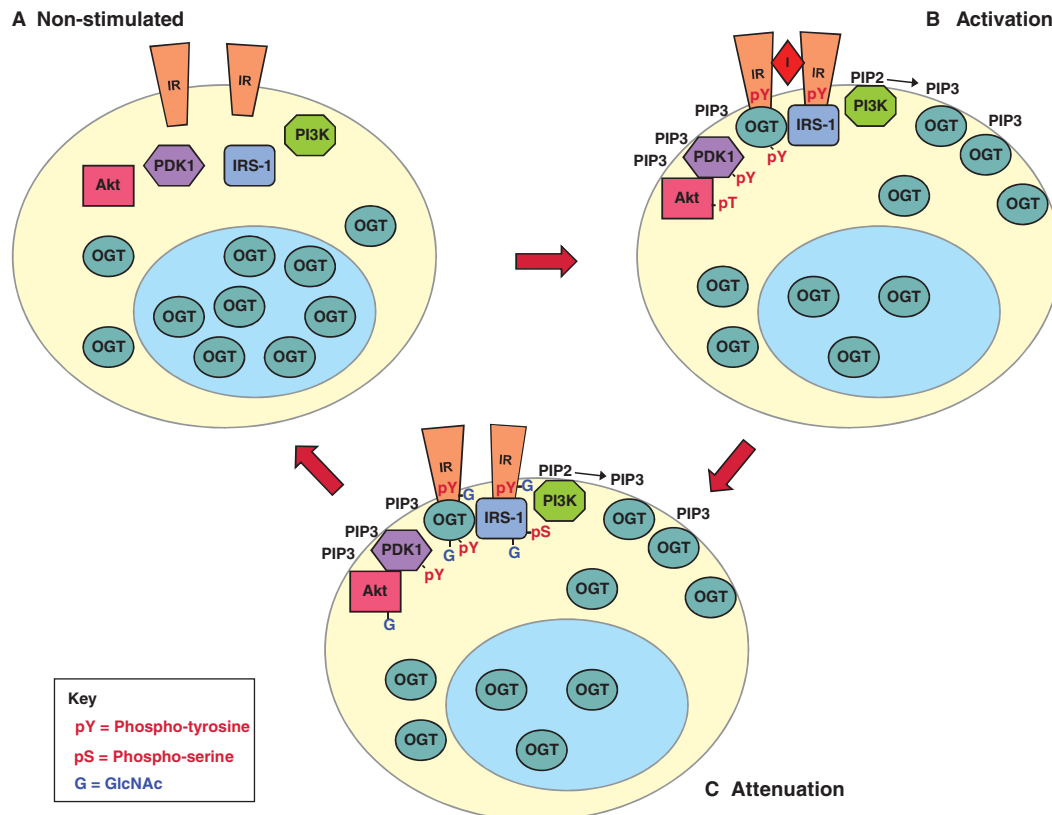 A Non-stimulated
IR
IR
PI3K
PDK1
IRS-1
Akt
OGT
OGT
OGT
OGT
OGT
OGT
OGT
OGT
OGT
OGT
B Activation
IR
I
IR
pY
pY
PIP2
PIP3
PI3K
PIP3
OGT
IRS-1
OGT
PIP3
PIP3
pY
OGT
PIP3
PDK1
pY
Akt
pT
OGT
OGT
OGT
OGT
OGT
OGT
OGT
IR
IR
PIP2
PIP3
pY
G
pY
G
PI3K
PIP3
OGT
IRS-1
OGT
PIP3
PIP3
pS
G
pY
G
OGT
PIP3
PDK1
pY
Akt
G
OGT
OGT
OGT
OGT
OGT
OGT
OGT
C Attenuation
Key
pY = Phospho-tyrosine
pS = Phospho-serine
G = GlcNAc